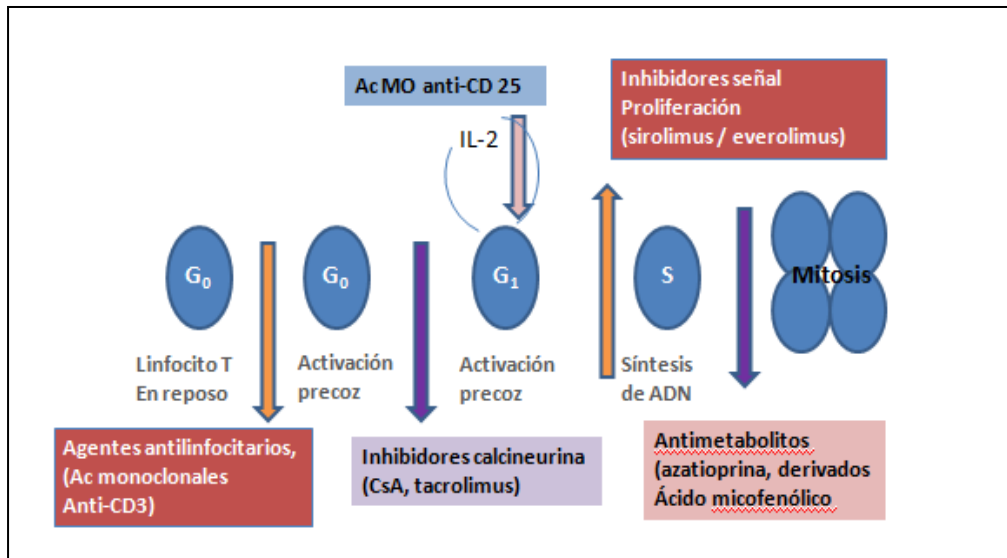 Ac MO anti-CD 25
IL-2
Inhibidores señal
Proliferación
(sirolimus / everolimus)
G0
G0
G1
S
Mitosis
Linfocito T
En reposo
Activación
precoz
Activación
precoz
Síntesis
de ADN
Agentes antilinfocitarios,
(Ac monoclonales
Anti-CD3)
Inhibidores calcineurina
(CsA, tacrolimus)
Antimetabolitos
(azatioprina, derivados
Ácido micofenólico